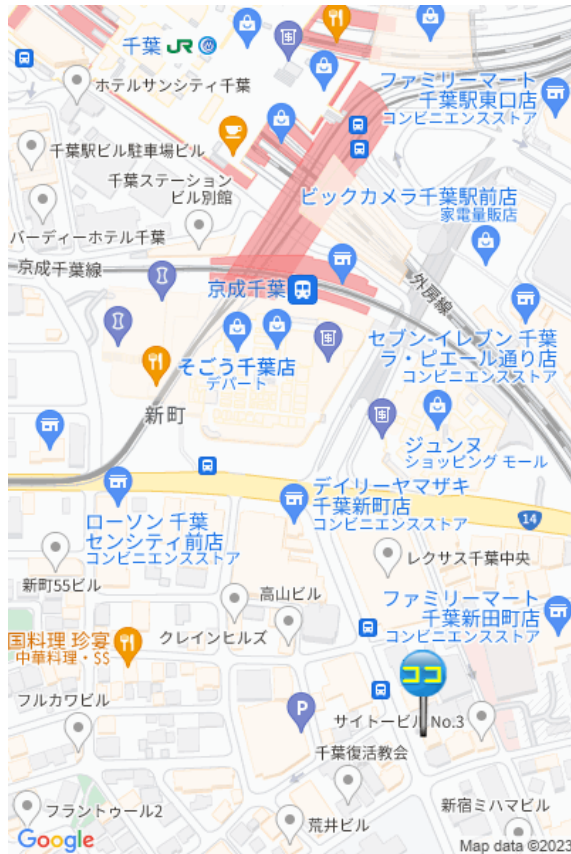 千葉 JR
ホテルサンシティ千葉
ファミリーマート
千葉駅東口店
コンビニエンスストア
千葉駅ビル駐車場ビル
千葉ステーション
ビル別館
ビックカメラ千葉駅前店
家電量販店
バーディーホテル千葉
京成千葉線
京成千葉
外房線
そごう千葉店
デパート
セブン-イレブン 千葉
ラ・ピエール通り店
コンビニエンスストア
新町
ジュンヌ
ショッピング モール
ローソン 千葉
センシティ前店
コンビニエンスストア
デイリーヤマザキ
千葉新町店
コンビニエンスストア
14
レクサス千葉中央
新町55ビル
高山ビル
ファミリーマート
千葉新田町店
コンビニエンスストア
クレインヒルズ
国料理 珍宴
中華料理・$$
ココ
フルカワビル
P
サイトービル No.3
千葉復活教会
フラントゥール2
荒井ビル
新宿ミハマビル
Google
Map data ©2023